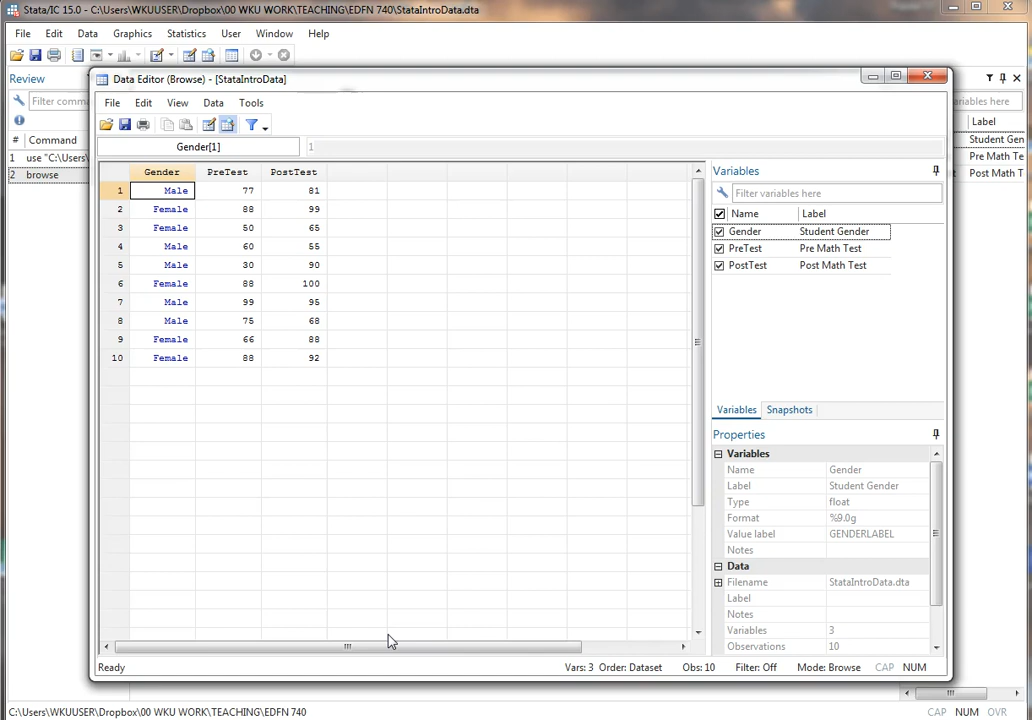 Stata/IC 15.0 - C:\Users\WKUUSER\Dropbox\00 WKU WORK\TEACHING\EDFN 740\StataIntroData.dta
File Edit Data Graphics Statistics User Window Help
Review
Filter comm
# Command
1 use "C:\Users\
2 browse
Data Editor (Browse) - [StataIntroData]
File Edit View Data Tools
Gender[1] 1
Gender PreTest PostTest
1 Male 77 81
2 Female 88 99
3 Female 50 65
4 Male 60 55
5 Male 30 90
6 Female 88 100
7 Male 99 95
8 Male 75 68
9 Female 66 88
10 Female 88 92
Variables
Filter variables here
Name Label
Gender Student Gender
PreTest Pre Math Test
PostTest Post Math Test
Variables Snapshots
Properties
Variables
Name Gender
Label Student Gender
Type float
Format %9.0g
Value label GENDERLABEL
Notes
Data
Filename StataIntroData.dta
Label
Notes
Variables 3
Observations 10
Ready Vars: 3 Order: Dataset Obs: 10 Filter: Off Mode: Browse CAP NUM
ariables here
Label
Student Gen
Pre Math Te
Post Math T
C:\Users\WKUUSER\Dropbox\00 WKU WORK\TEACHING\EDFN 740 CAP NUM OVR